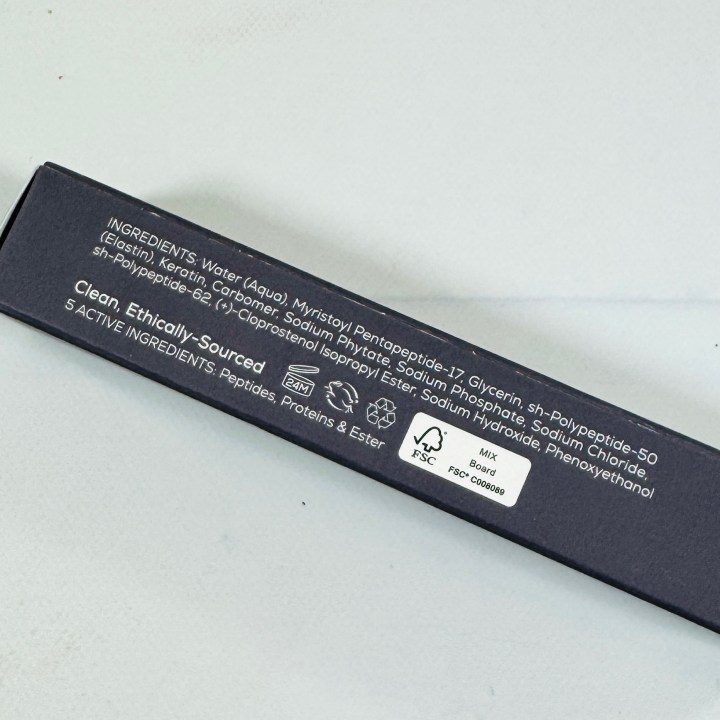 INGREDIENTS: Water (Aqua), Myristoyl Pentapeptide-17, Glycerin, sh-Polypeptide-50
(Elastin), Keratin, Carbomer, Sodium Phytate, Sodium Phosphate, Sodium Chloride,
sh-Polypeptide-62, (+)-Cloprostenol Isopropyl Ester, Sodium Hydroxide, Phenoxyethanol
Clean, Ethically-Sourced
5 ACTIVE INGREDIENTS: Peptides, Proteins & Ester
24M
FSC
MIX
Board
FSC® C008089